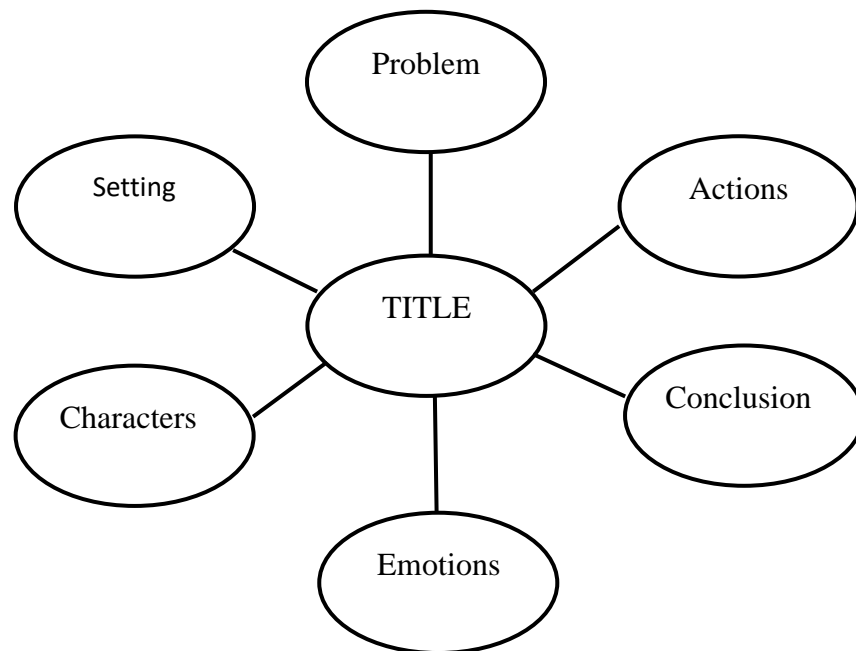 Problem
Setting
Actions
TITLE
Characters
Conclusion
Emotions